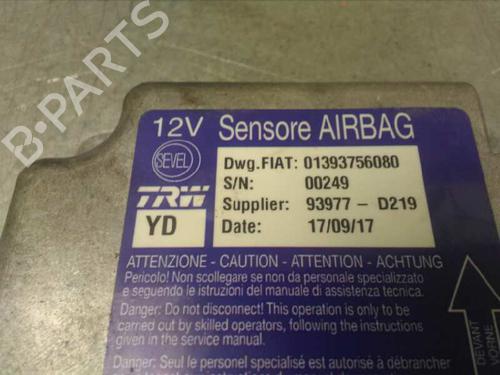 B-PARTS
12V Sensore AIRBAG
SEVEL
Dwg.FIAT: 01393756080
S/N: 00249
TRW
Supplier: 93977 - D219
YD
Date: 17/09/17
ATTENZIONE - CAUTION - ATTENTION - ACHTUNG
Pericolo! Non scollegare se non da personale specializzato
e seguendo le istruzioni del manuale di assistenza tecnica.
Danger: Do not disconnect! This operation is only to be
carried out by skilled operators, following the instructions
given in the service manual.
Danger: Seul le personnel spécialisé est autorisé à débrancher
DEVANT